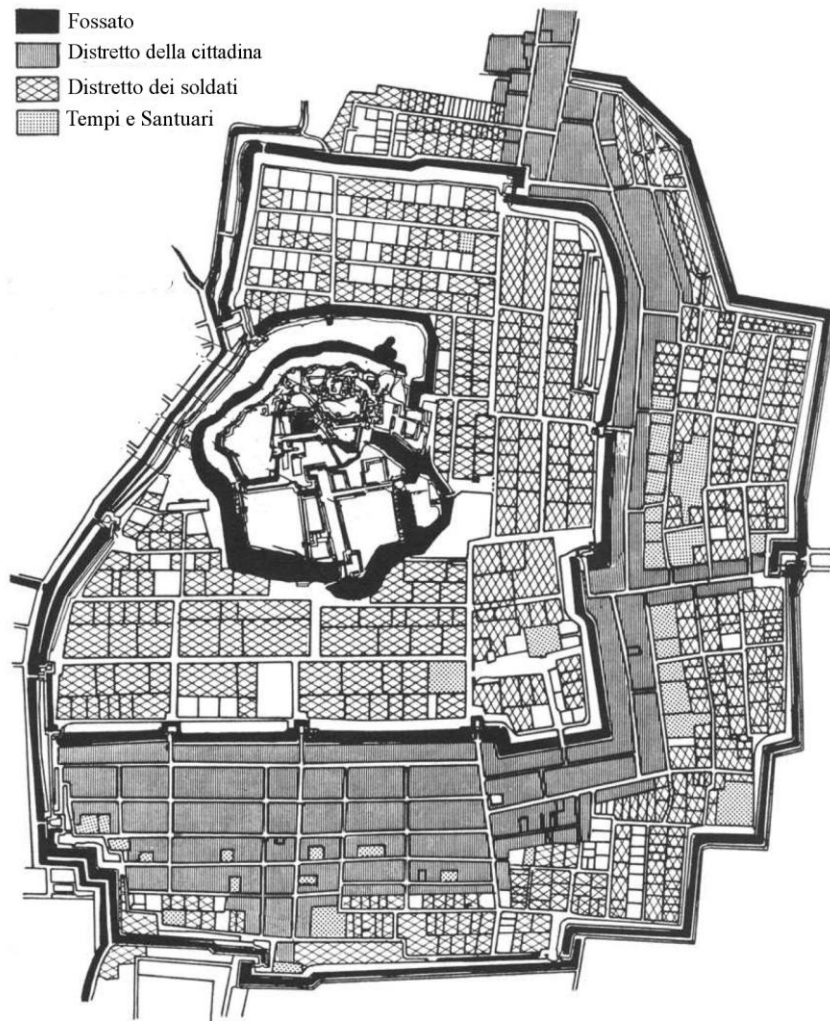 Fossato
Distretto della cittadina
Distretto dei soldati
Tempi e Santuari